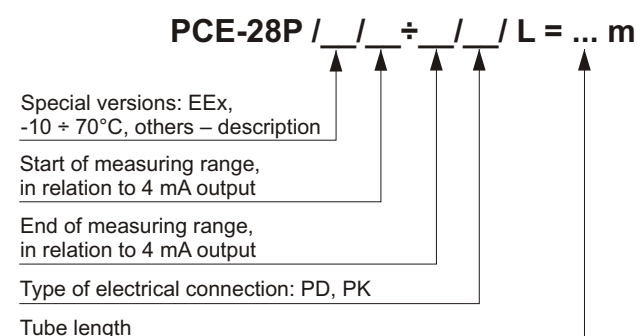 PCE-28P /__/__÷__/__/ L = ... m
Special versions: EEx,
-10 ÷ 70°C, others – description
Start of measuring range,
in relation to 4 mA output
End of measuring range,
in relation to 4 mA output
Type of electrical connection: PD, PK
Tube length